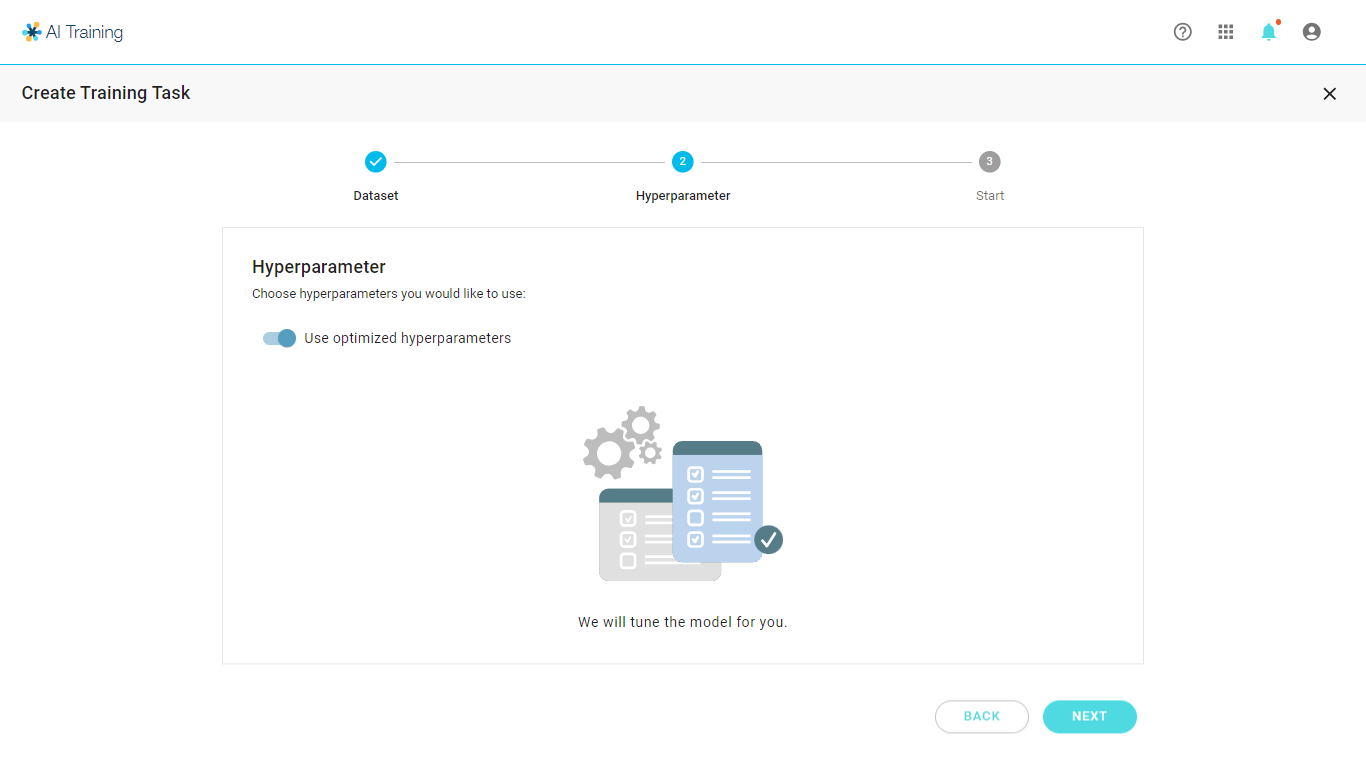 AI Training
Create Training Task
2
3
Dataset
Hyperparameter
Start
Hyperparameter
Choose hyperparameters you would like to use:
Use optimized hyperparameters
We will tune the model for you.
BACK
NEXT